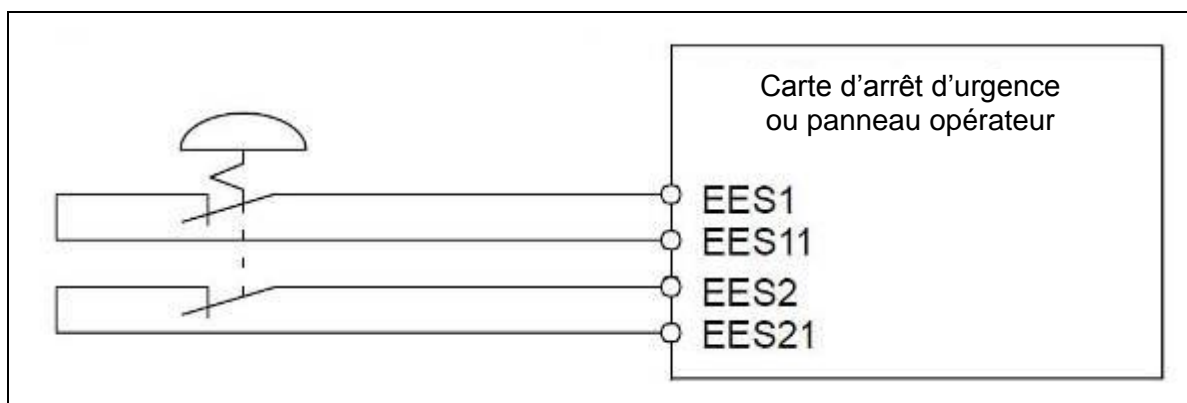 Carte d'arrêt d'urgence
ou panneau opérateur
EES1
EES11
EES2
EES21